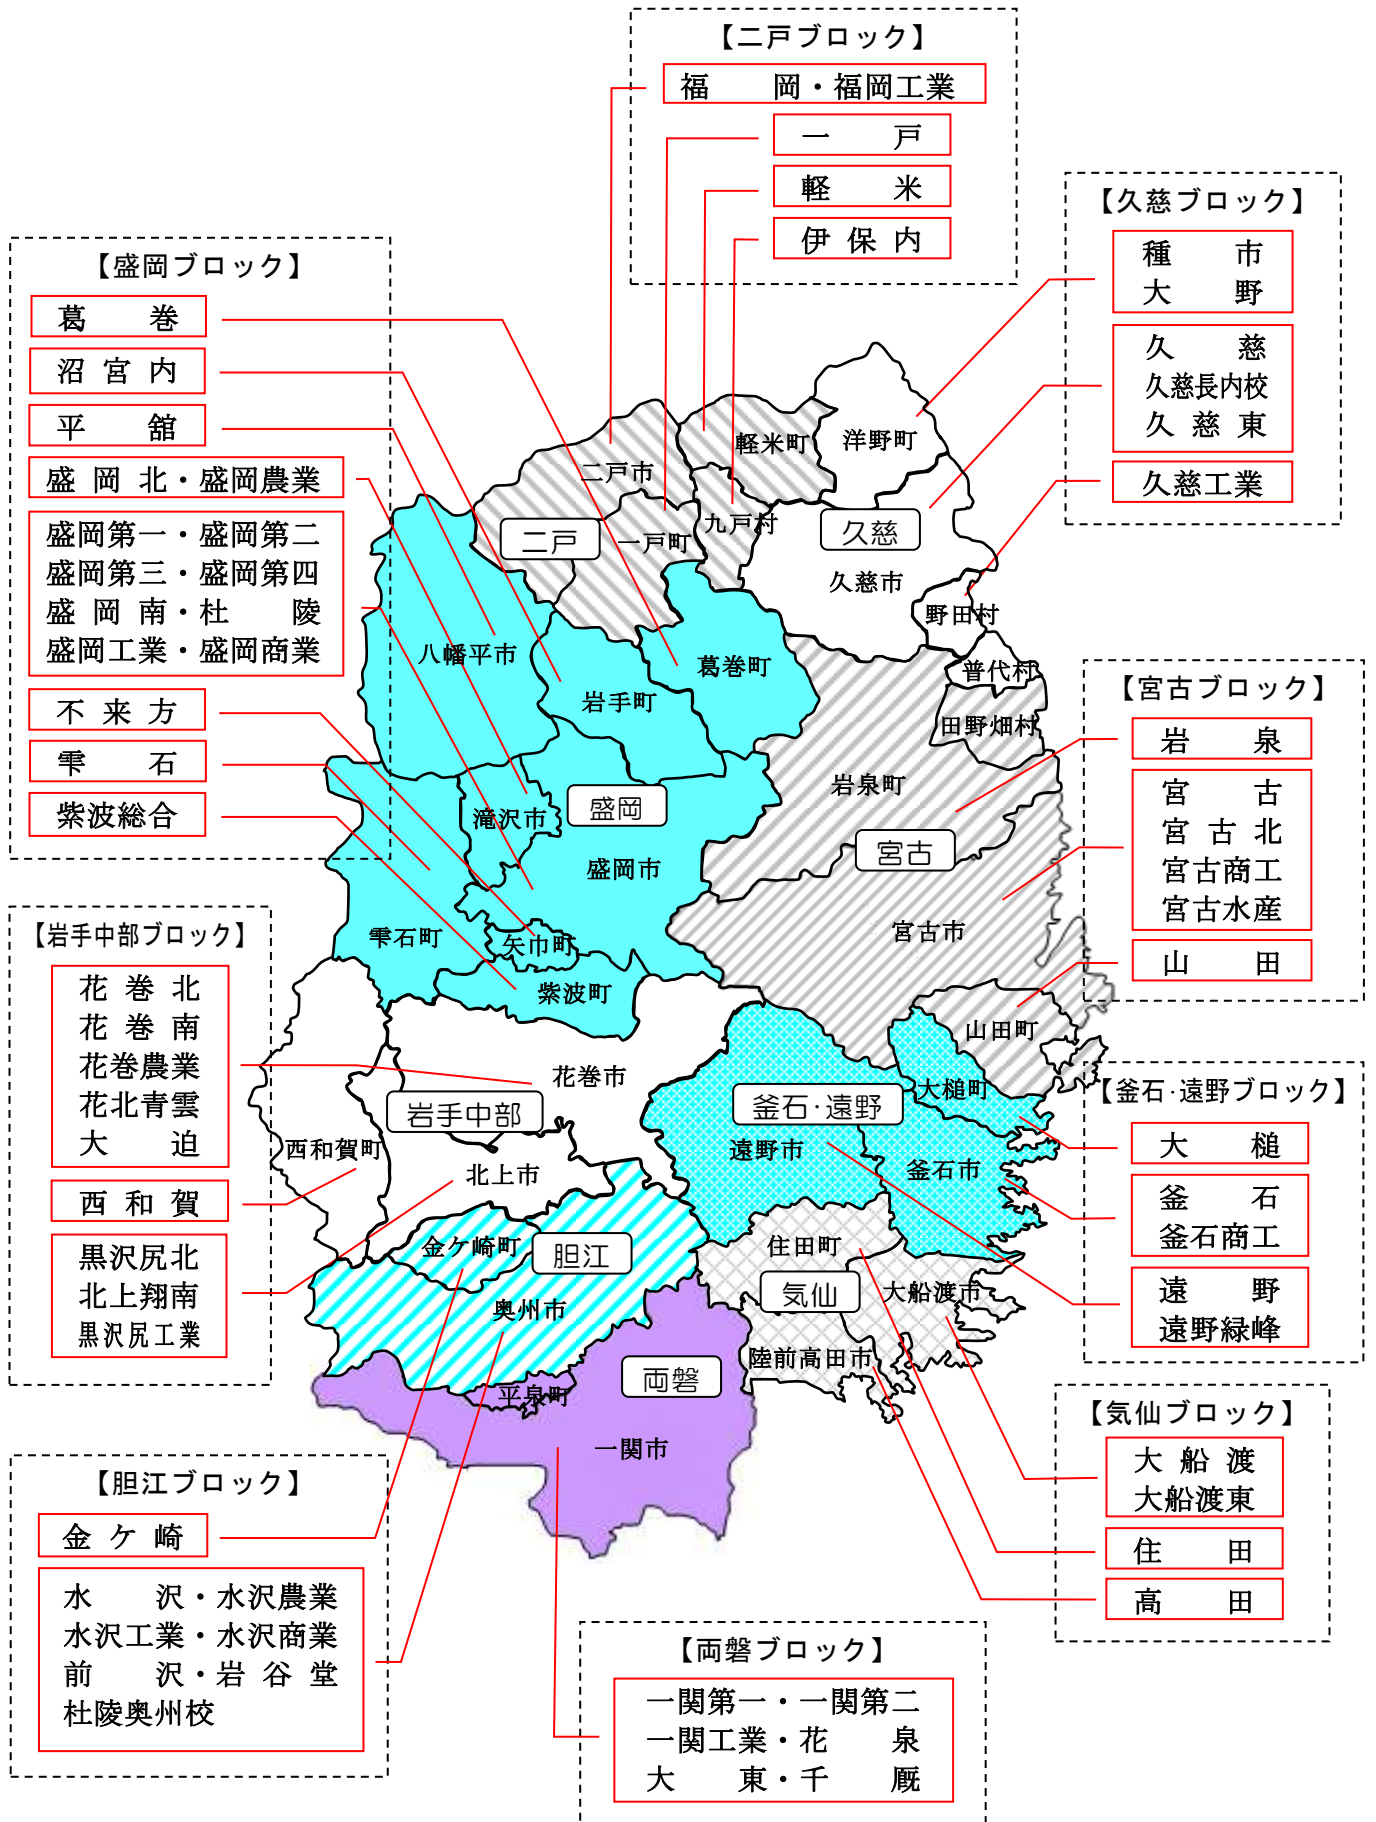 【二戸ブロック】
福　　岡・福岡工業
一　　戸
軽　　米
伊 保 内
【久慈ブロック】
種　　市
大　　野
久　　慈
久慈長内校
久 慈 東
久慈工業
【盛岡ブロック】
葛　　巻
沼 宮 内
平　　舘
盛 岡 北・盛岡農業
盛岡第一・盛岡第二
盛岡第三・盛岡第四
盛 岡 南・杜　　陵
盛岡工業・盛岡商業
不 来 方
雫　　石
紫波総合
【宮古ブロック】
岩　　泉
宮　　古
宮 古 北
宮古商工
宮古水産
山　　田
【岩手中部ブロック】
花 巻 北
花 巻 南
花巻農業
花北青雲
大　　迫
西 和 賀
黒沢尻北
北上翔南
黒沢尻工業
【釜石・遠野ブロック】
大　　槌
釜　　石
釜石商工
遠　　野
遠野緑峰
【気仙ブロック】
大 船 渡
大船渡東
住　　田
高　　田
【胆江ブロック】
金 ケ 崎
水　　沢・水沢農業
水沢工業・水沢商業
前　　沢・岩 谷 堂
杜陵奥州校
【両磐ブロック】
一関第一・一関第二
一関工業・花　　泉
大　　東・千　　厩
洋野町
軽米町
二戸市
九戸村
二戸
一戸町
久慈
久慈市
野田村
八幡平市
葛巻町
普代村
岩手町
田野畑村
岩泉町
盛岡
滝沢市
宮古
盛岡市
宮古市
雫石町
矢巾町
紫波町
山田町
花巻市
大槌町
岩手中部
釜石・遠野
西和賀町
遠野市
北上市
釜石市
金ケ崎町
胆江
住田町
気仙
大船渡市
奥州市
陸前高田市
両磐
平泉町
一関市